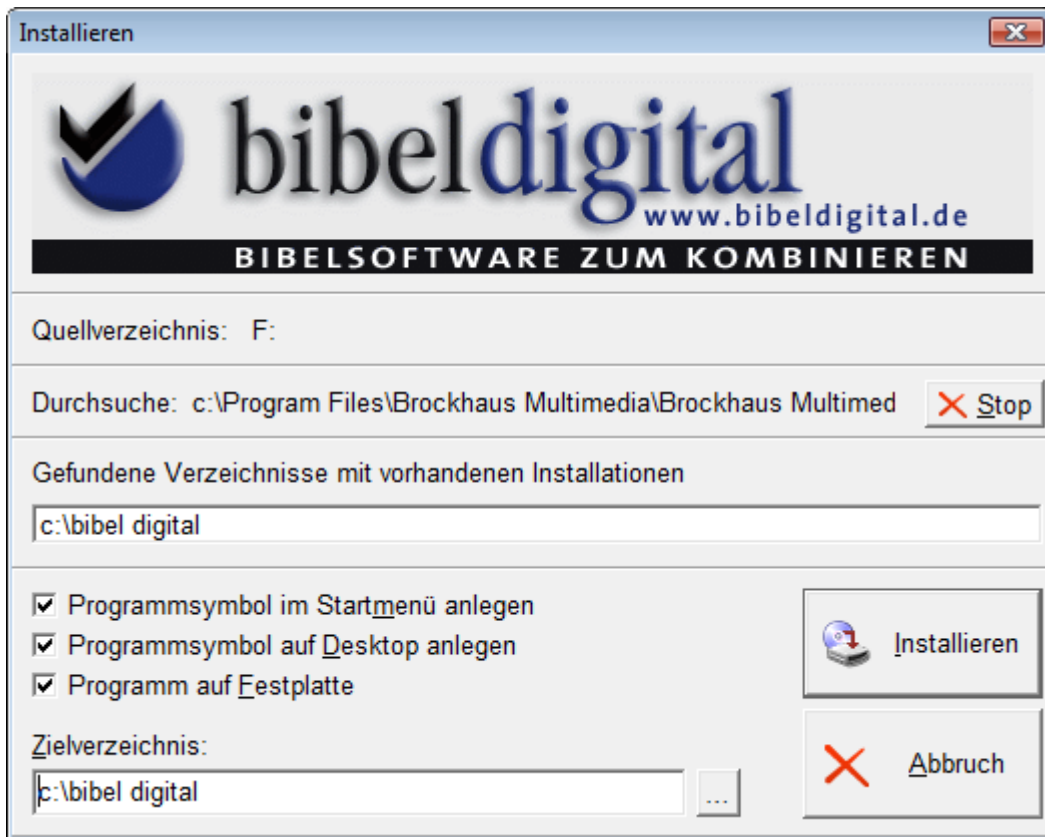 Installieren
bibeldigital
www.bibeldigital.de
BIBELSOFTWARE ZUM KOMBINIEREN
Quellverzeichnis: F:
Durchsuche: c:\Program Files\Brockhaus Multimedia\Brockhaus Multimed
Stop
Gefundene Verzeichnisse mit vorhandenen Installationen
c:\bibel digital
Programmsymbol im Startmenü anlegen
Programmsymbol auf Desktop anlegen
Programm auf Festplatte
Installieren
Zielverzeichnis:
c:\bibel digital
...
Abbruch